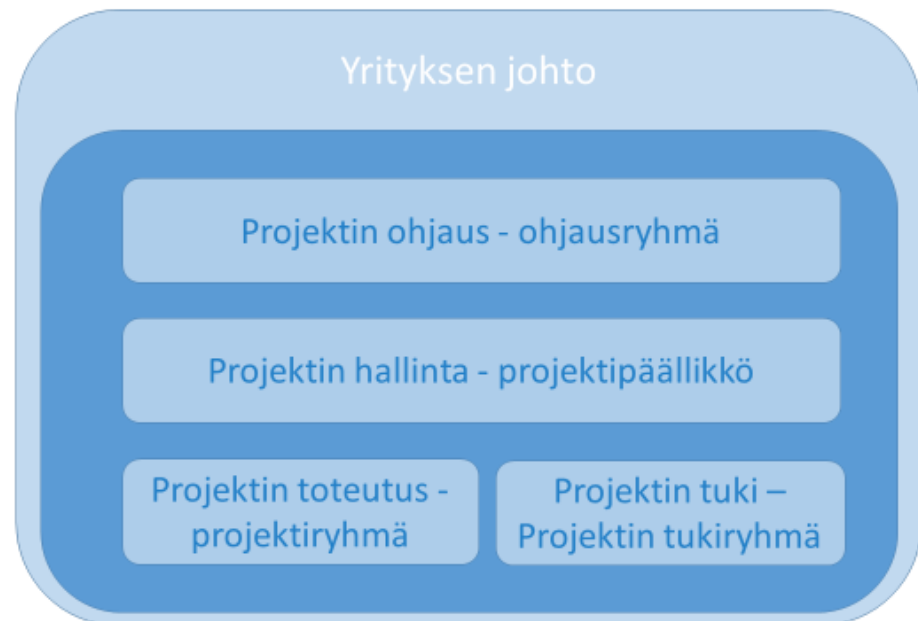 Yrityksen johto
Projektin ohjaus - ohjausryhmä
Projektin hallinta - projektipäällikkö
Projektin toteutus -
projektiryhmä
Projektin tuki –
Projektin tukiryhmä